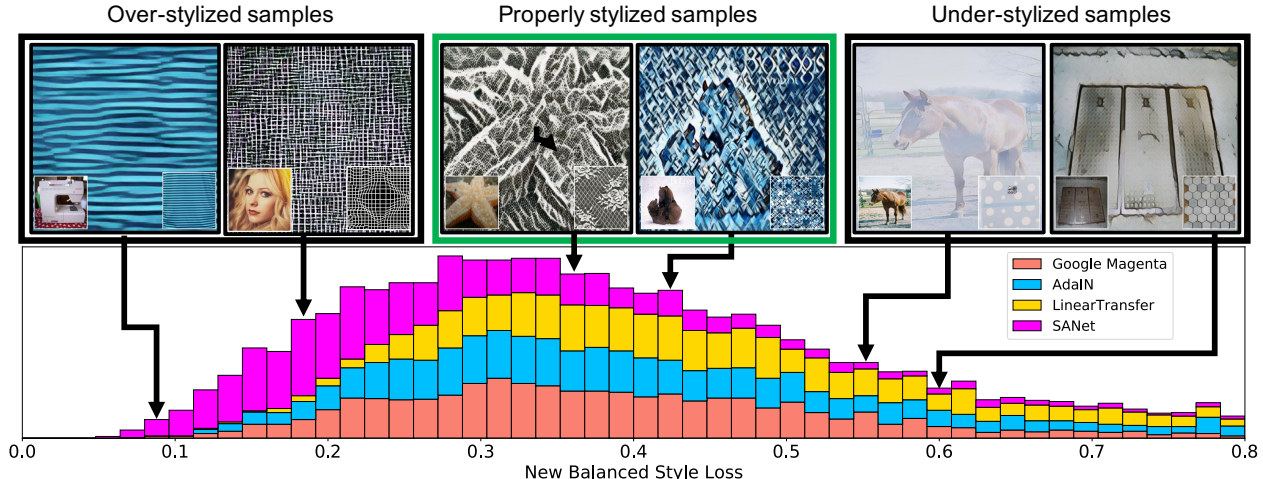 Over-stylized samples
Properly stylized samples
Under-stylized samples
Google Magenta
AdaIN
LinearTransfer
SANet
0.0 0.1 0.2 0.3 0.4 0.5 0.6 0.7 0.8
New Balanced Style Loss